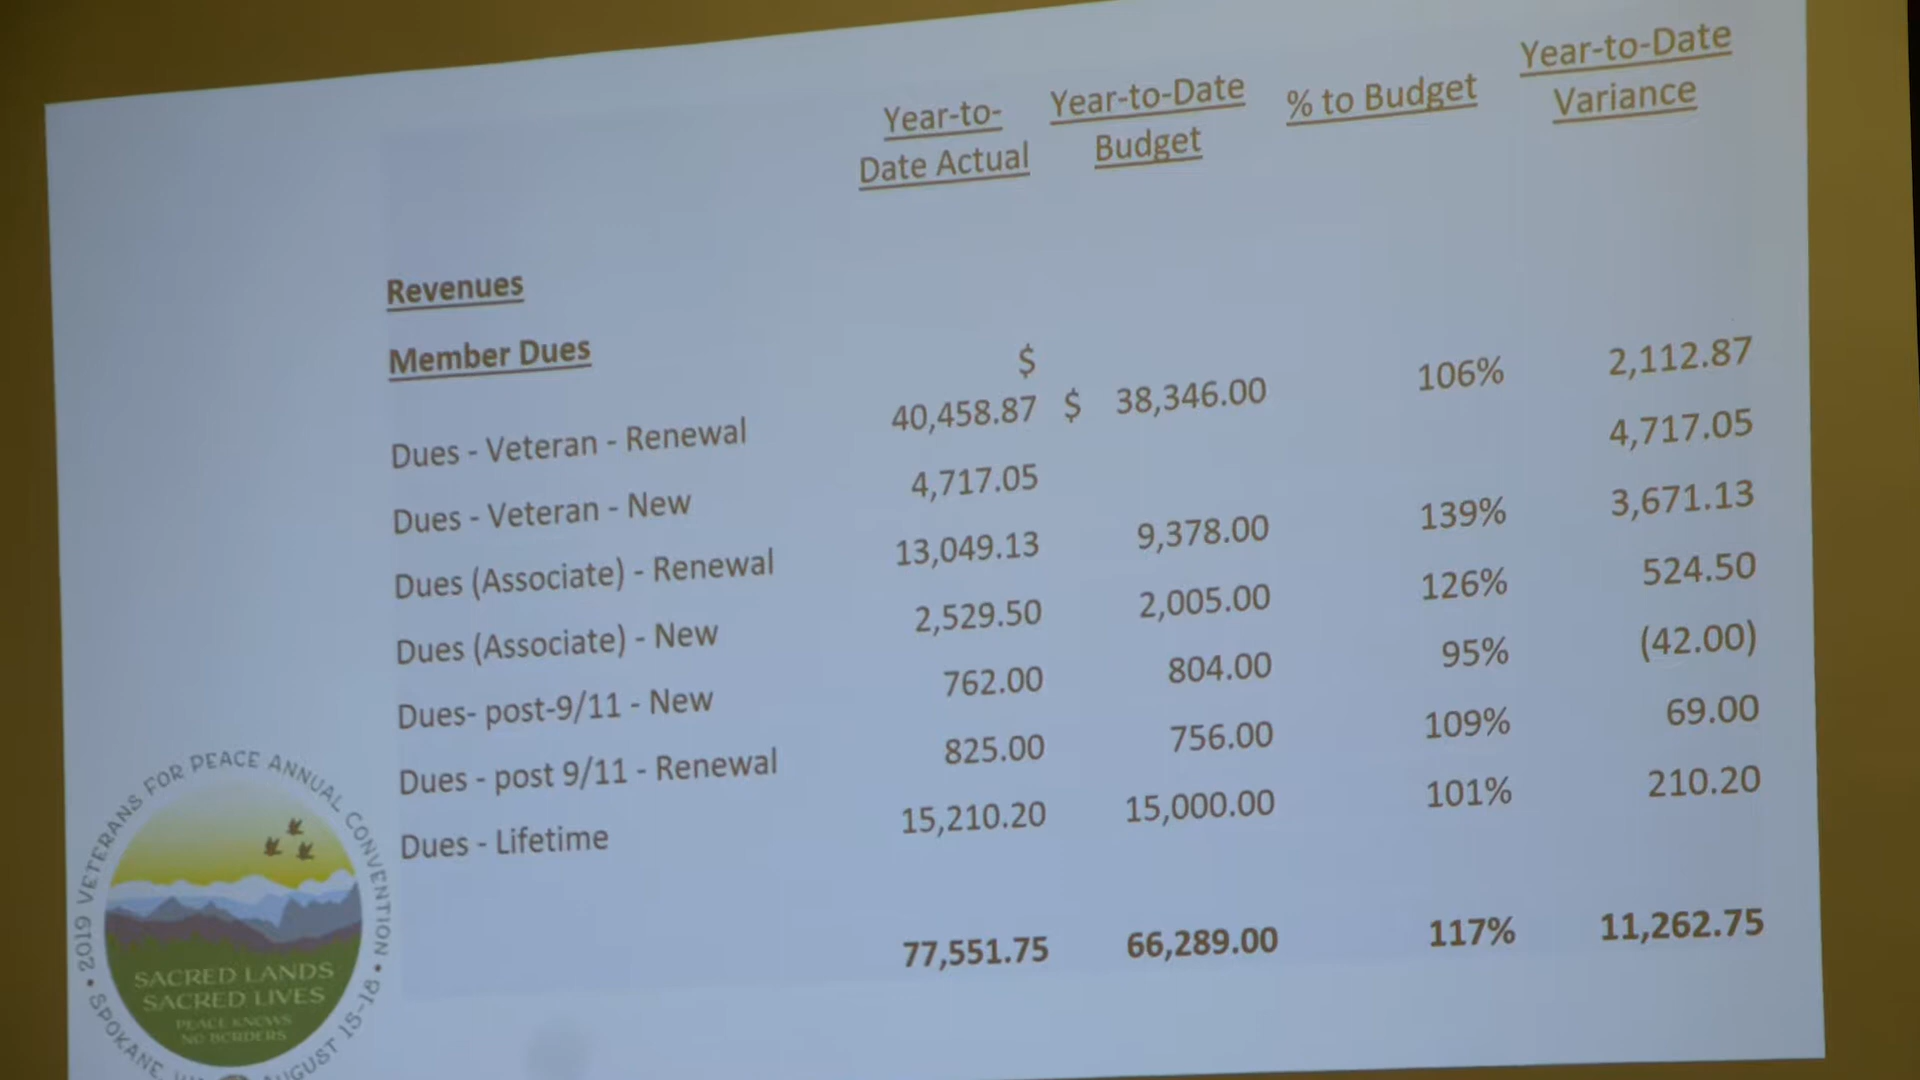 Year-to-Date Actual Year-to-Date Budget % to Budget Year-to-Date Variance
Revenues
Member Dues
Dues - Veteran - Renewal $ 40,458.87 $ 38,346.00 106% 2,112.87
Dues - Veteran - New 4,717.05 4,717.05
Dues (Associate) - Renewal 13,049.13 9,378.00 139% 3,671.13
Dues (Associate) - New 2,529.50 2,005.00 126% 524.50
Dues- post-9/11 - New 762.00 804.00 95% (42.00)
Dues - post 9/11 - Renewal 825.00 756.00 109% 69.00
Dues - Lifetime 15,210.20 15,000.00 101% 210.20
77,551.75 66,289.00 117% 11,262.75
• 2019 VETERANS FOR PEACE ANNUAL CONVENTION •
SPOKANE, AUGUST 15-18
SACRED LANDS
SACRED LIVES
PEACE KNOWS
NO BORDERS